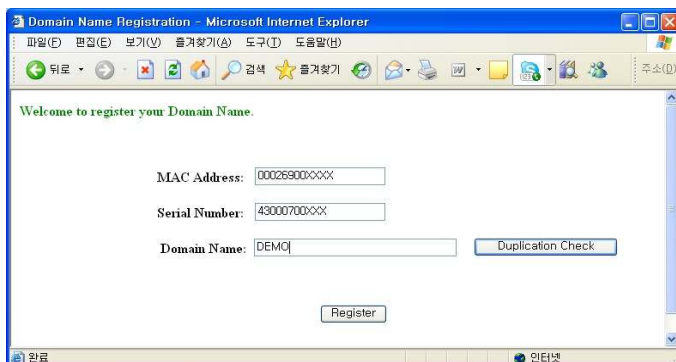 Domain Name Registration - Microsoft Internet Explorer
파일(F) 편집(E) 보기(V) 즐겨찾기(A) 도구(T) 도움말(H)
뒤로 검색 즐겨찾기 주소(D)
Welcome to register your Domain Name.
MAC Address: 00026900XXXX
Serial Number: 43000700XXX
Domain Name: DEMO Duplication Check
Register
완료 인터넷